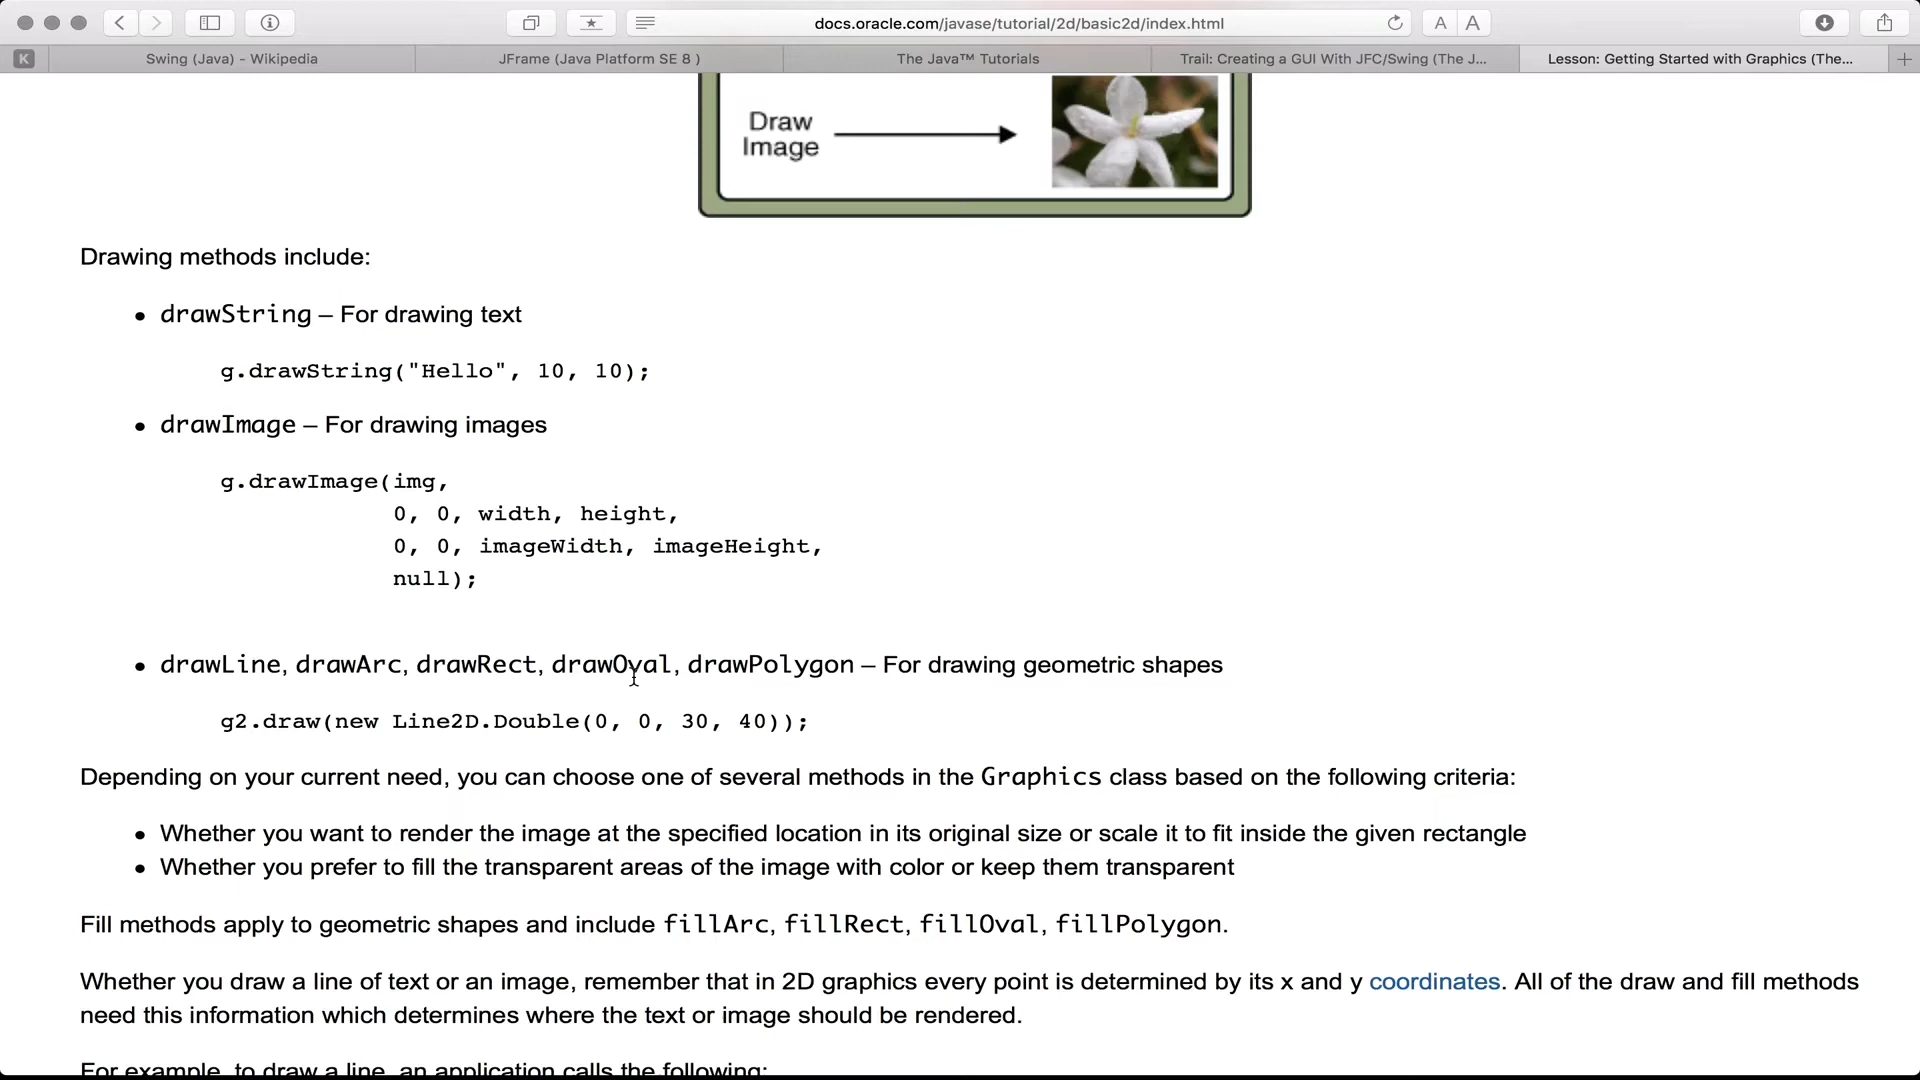 docs.oracle.com/javase/tutorial/2d/basic2d/index.html
A A
K
Swing (Java) - Wikipedia
JFrame (Java Platform SE 8 )
The Java™ Tutorials
Trail: Creating a GUI With JFC/Swing (The J...
Lesson: Getting Started with Graphics (The...
Draw
Image
Drawing methods include:
• drawString – For drawing text
g.drawString("Hello", 10, 10);
• drawImage – For drawing images
g.drawImage(img,
0, 0, width, height,
0, 0, imageWidth, imageHeight,
null);
• drawLine, drawArc, drawRect, drawOval, drawPolygon – For drawing geometric shapes
g2.draw(new Line2D.Double(0, 0, 30, 40));
Depending on your current need, you can choose one of several methods in the Graphics class based on the following criteria:
• Whether you want to render the image at the specified location in its original size or scale it to fit inside the given rectangle
• Whether you prefer to fill the transparent areas of the image with color or keep them transparent
Fill methods apply to geometric shapes and include fillArc, fillRect, fillOval, fillPolygon.
Whether you draw a line of text or an image, remember that in 2D graphics every point is determined by its x and y coordinates. All of the draw and fill methods
need this information which determines where the text or image should be rendered.
For example, to draw a line, an application calls the following: